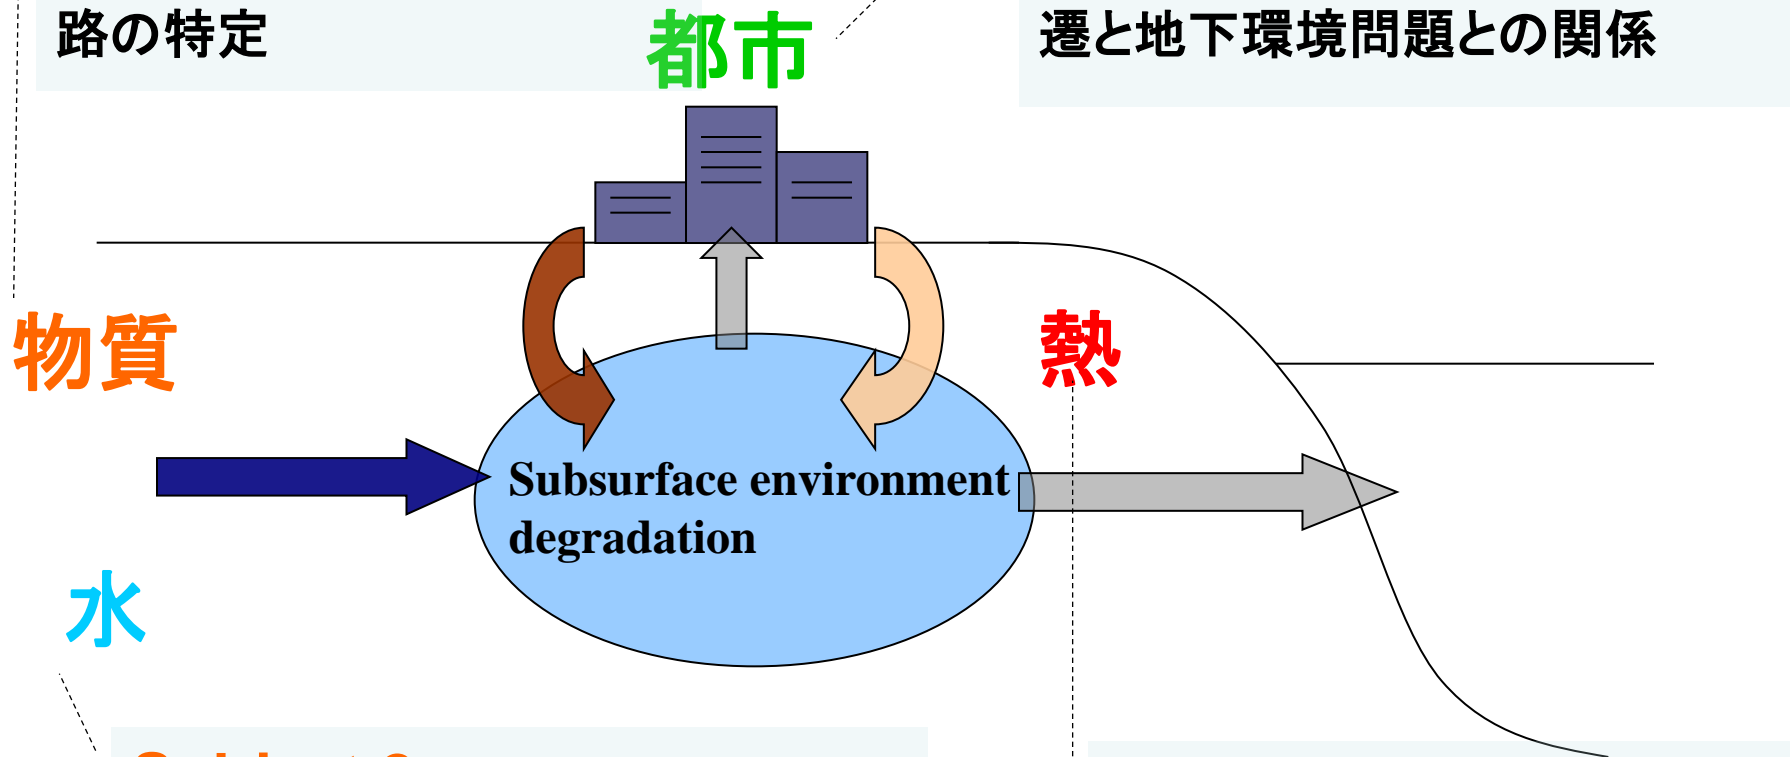 路の特定
都市
遷と地下環境問題との関係
物質
熱
Subsurface environment
degradation
水